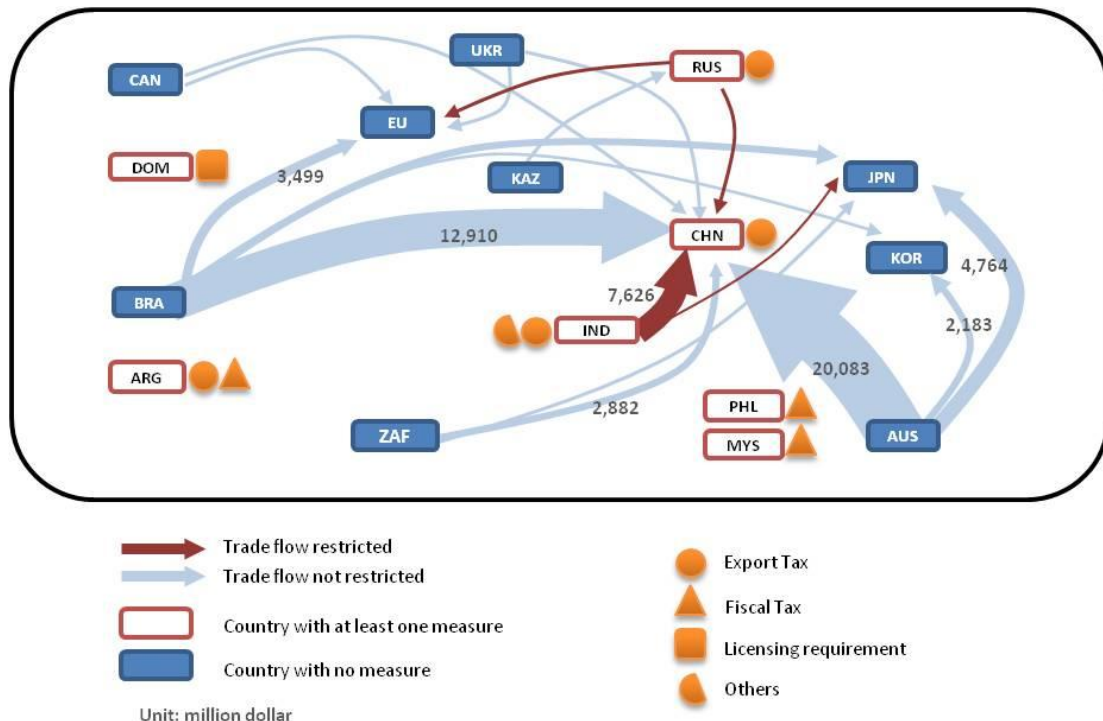 UKR
CAN
RUS
EU
DOM
3,499
KAZ
JPN
12,910
CHN
KOR
4,764
BRA
7,626
IND
2,183
ARG
20,083
2,882
PHL
ZAF
AUS
MYS
Trade flow restricted
Trade flow not restricted
Country with at least one measure
Country with no measure
Unit: million dollar
Export Tax
Fiscal Tax
Licensing requirement
Others